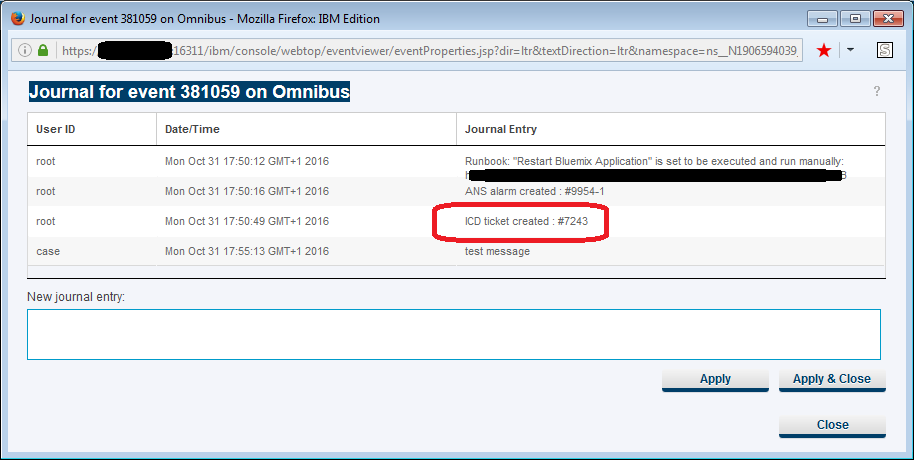 Journal for event 381059 on Omnibus - Mozilla Firefox: IBM Edition
https:/ 16311/ibm/console/webtop/eventviewer/eventProperties.jsp?dir=ltr&textDirection=ltr&namespace=ns__N1906594039
Journal for event 381059 on Omnibus ?
User ID Date/Time Journal Entry
root Mon Oct 31 17:50:12 GMT+1 2016 Runbook: "Restart Bluemix Application" is set to be executed and run manually:
root Mon Oct 31 17:50:16 GMT+1 2016 ANS alarm created : #9954-1
root Mon Oct 31 17:50:49 GMT+1 2016 ICD ticket created : #7243
case Mon Oct 31 17:55:13 GMT+1 2016 test message
New journal entry:
Apply Apply & Close
Close